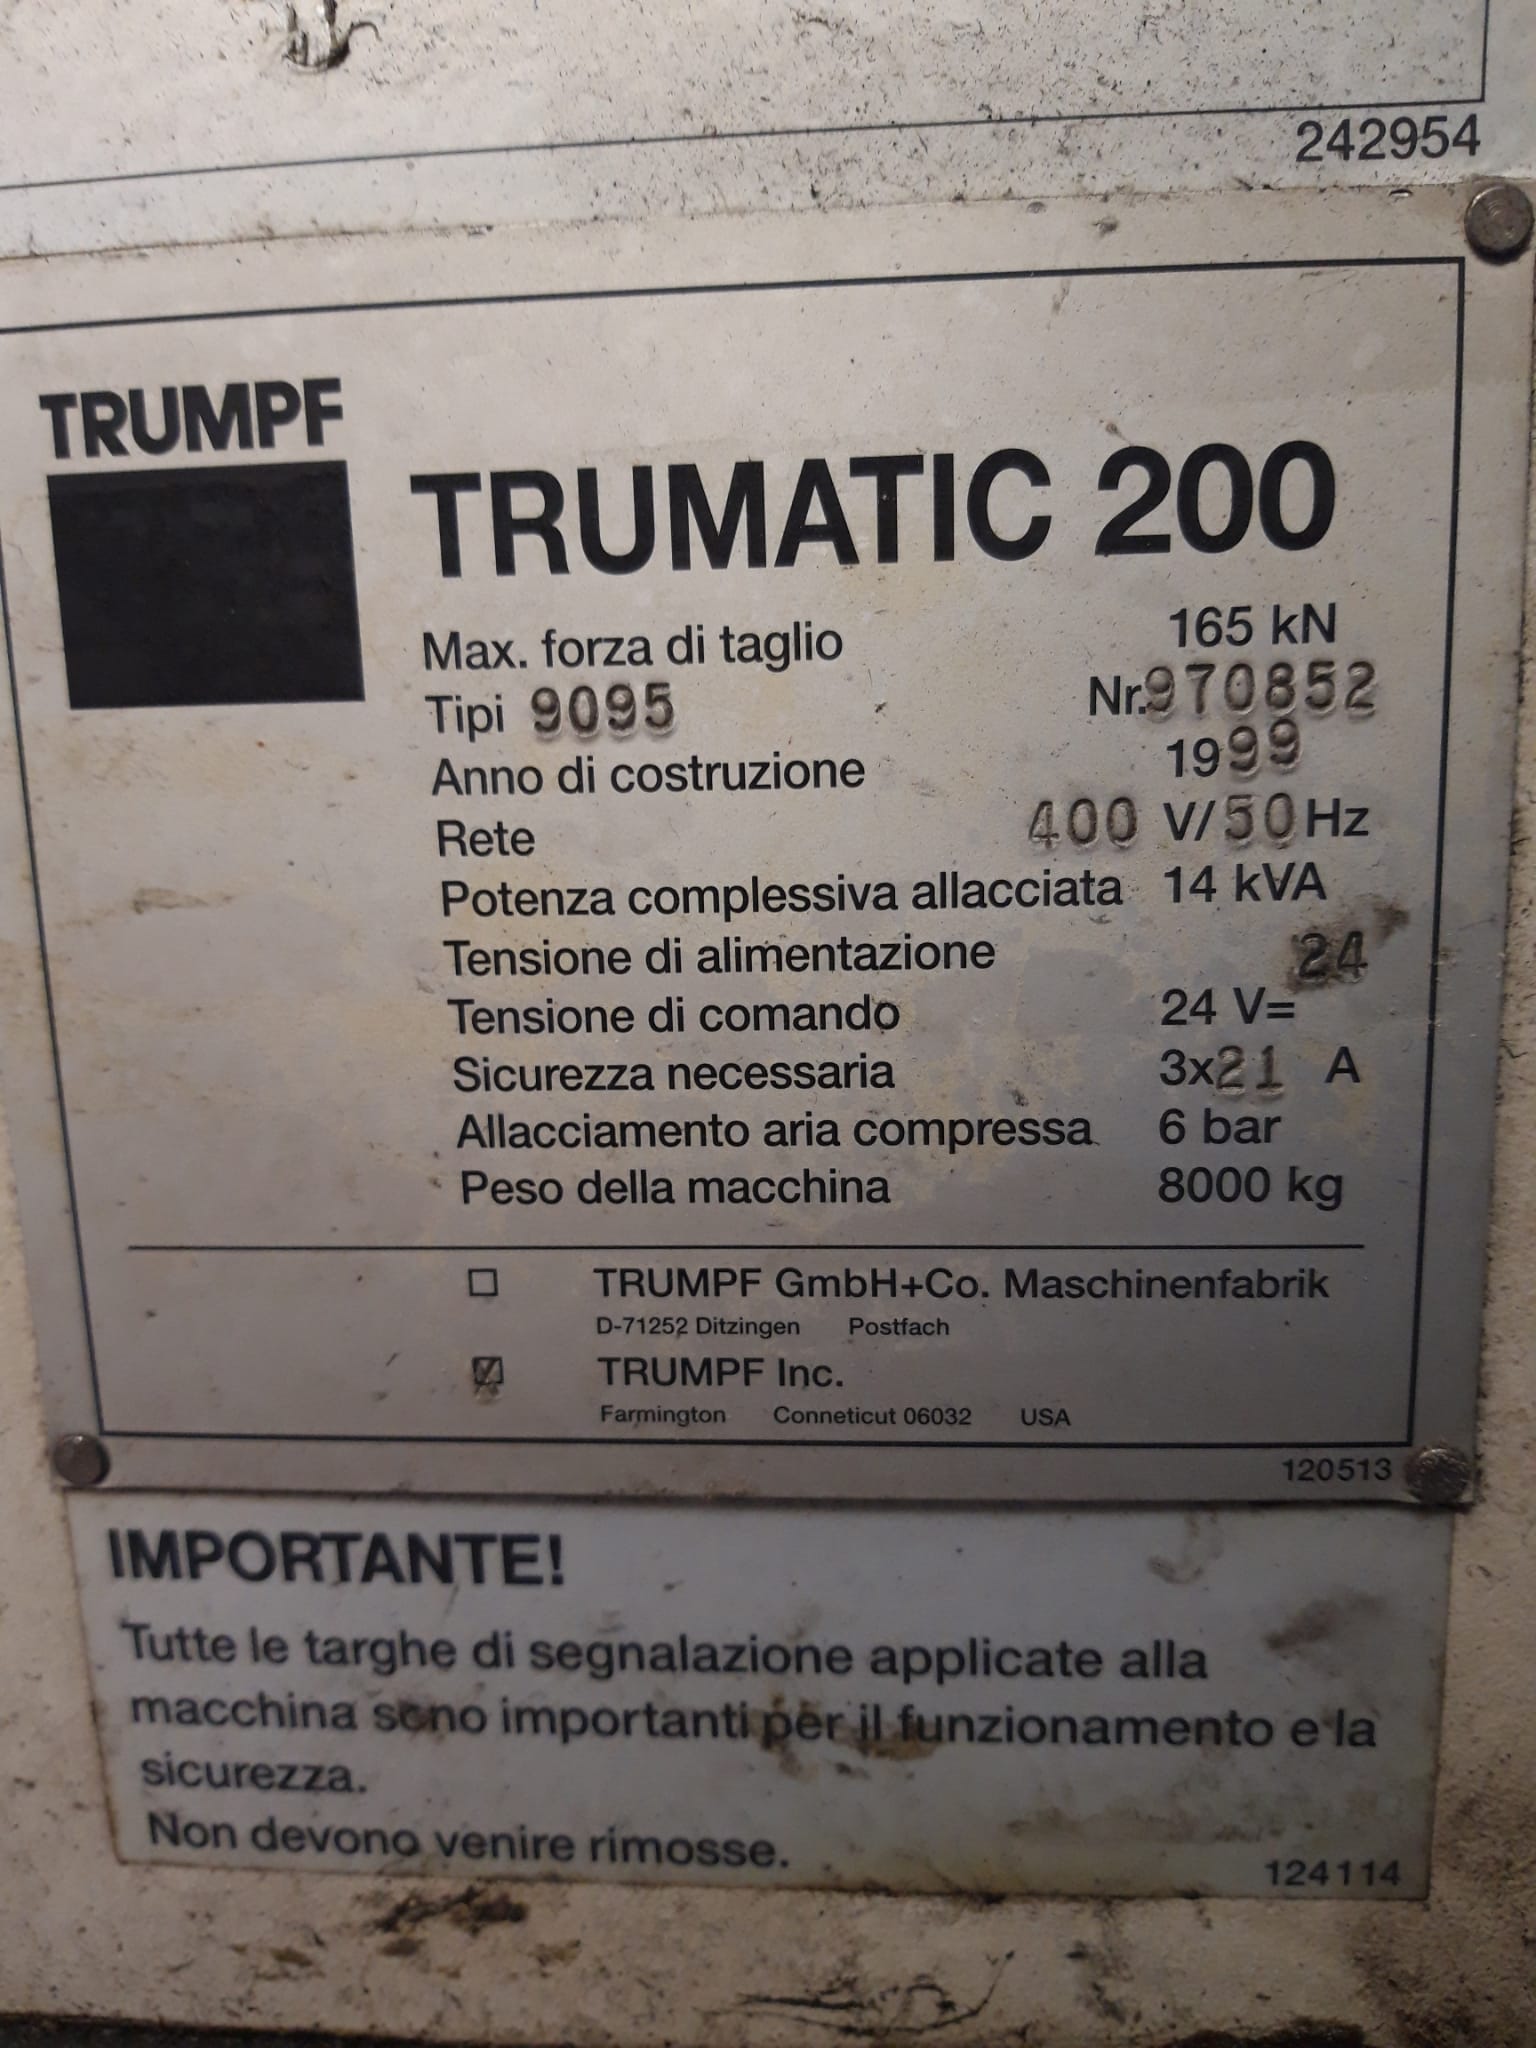 242954
TRUMPF
TRUMATIC 200
Max. forza di taglio 165 kN
Tipi 9095 Nr.970852
Anno di costruzione 1999
Rete 400 V/50Hz
Potenza complessiva allacciata 14 kVA
Tensione di alimentazione 24
Tensione di comando 24 V=
Sicurezza necessaria 3x21 A
Allacciamento aria compressa 6 bar
Peso della macchina 8000 kg
TRUMPF GmbH+Co. Maschinenfabrik
D-71252 Ditzingen Postfach
TRUMPF Inc.
Farmington Conneticut 06032 USA
120513
IMPORTANTE!
Tutte le targhe di segnalazione applicate alla
macchina sono importanti per il funzionamento e la
sicurezza.
Non devono venire rimosse.
124114